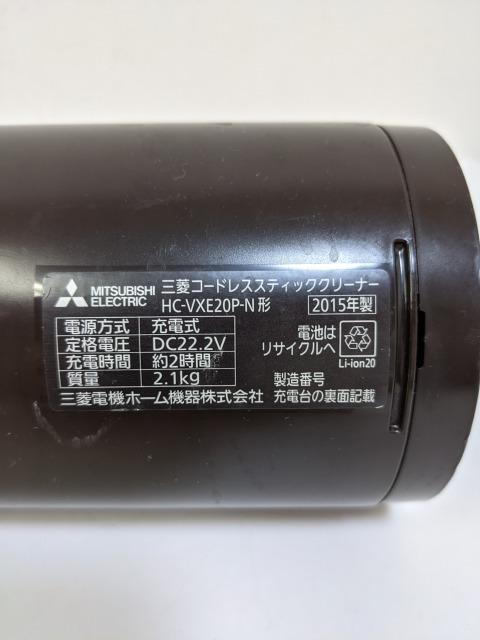 MITSUBISHI
ELECTRIC
三菱コードレススティッククリーナー
HC-VXE20P-N形 2015年製
電源方式 充電式
定格電圧 DC22.2V
充電時間 約2時間
質量 2.1kg
電池は
リサイクルへ
Li-ion20
製造番号
三菱電機ホーム機器株式会社 充電台の裏面記載